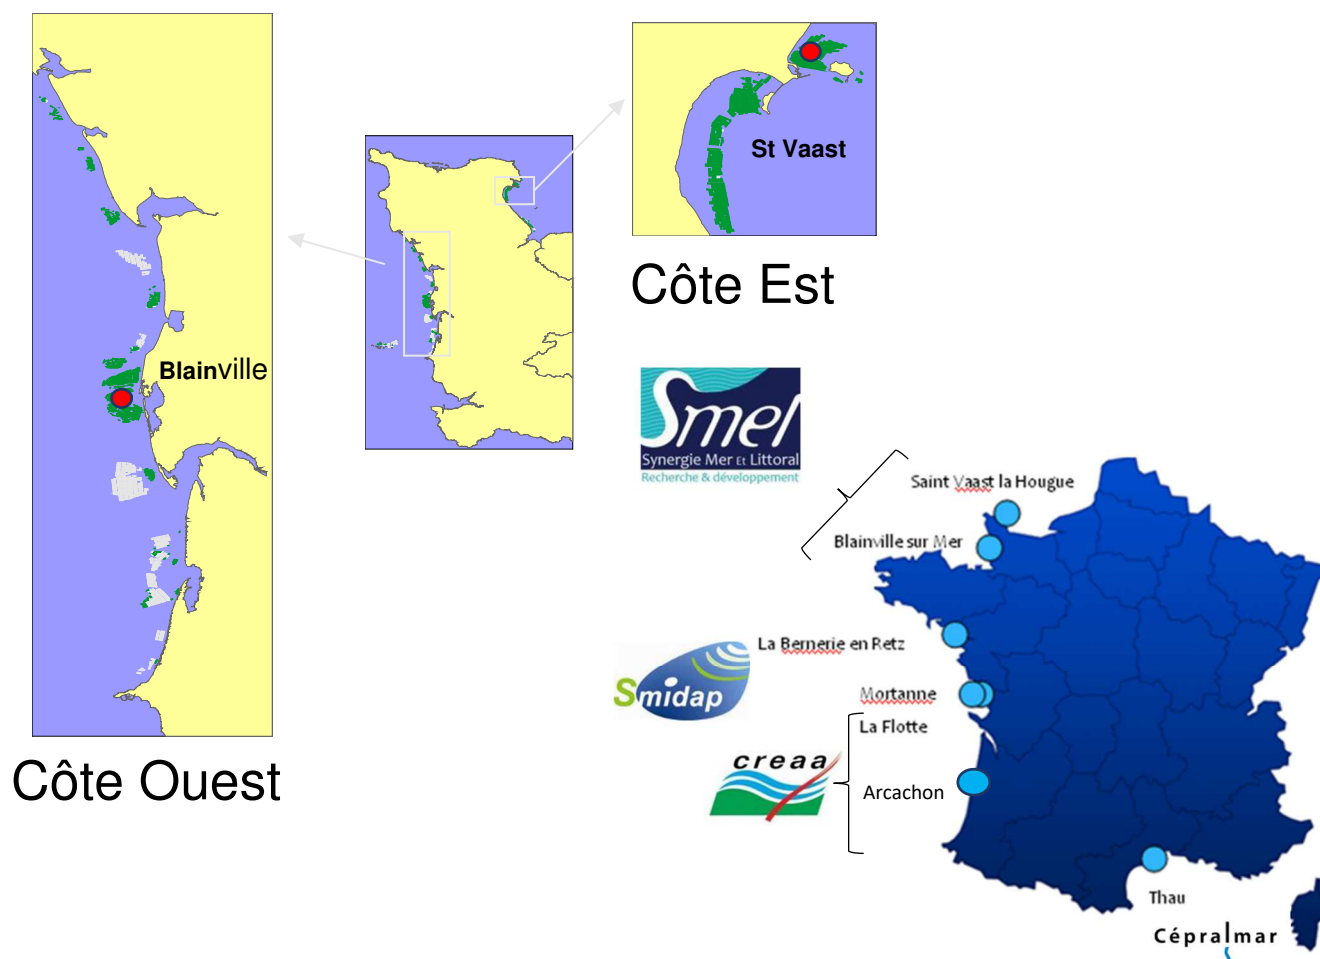 St Vaast
Côte Est
Blainville
Côte Ouest
Smel
Synergie Mer Et Littoral
Recherche & développement
Saint Vaast la Hougue
Blainville sur Mer
La Bernerie en Retz
Smidap
Mortanne
La Flotte
creaa
Arcachon
Thau
Cépralmar